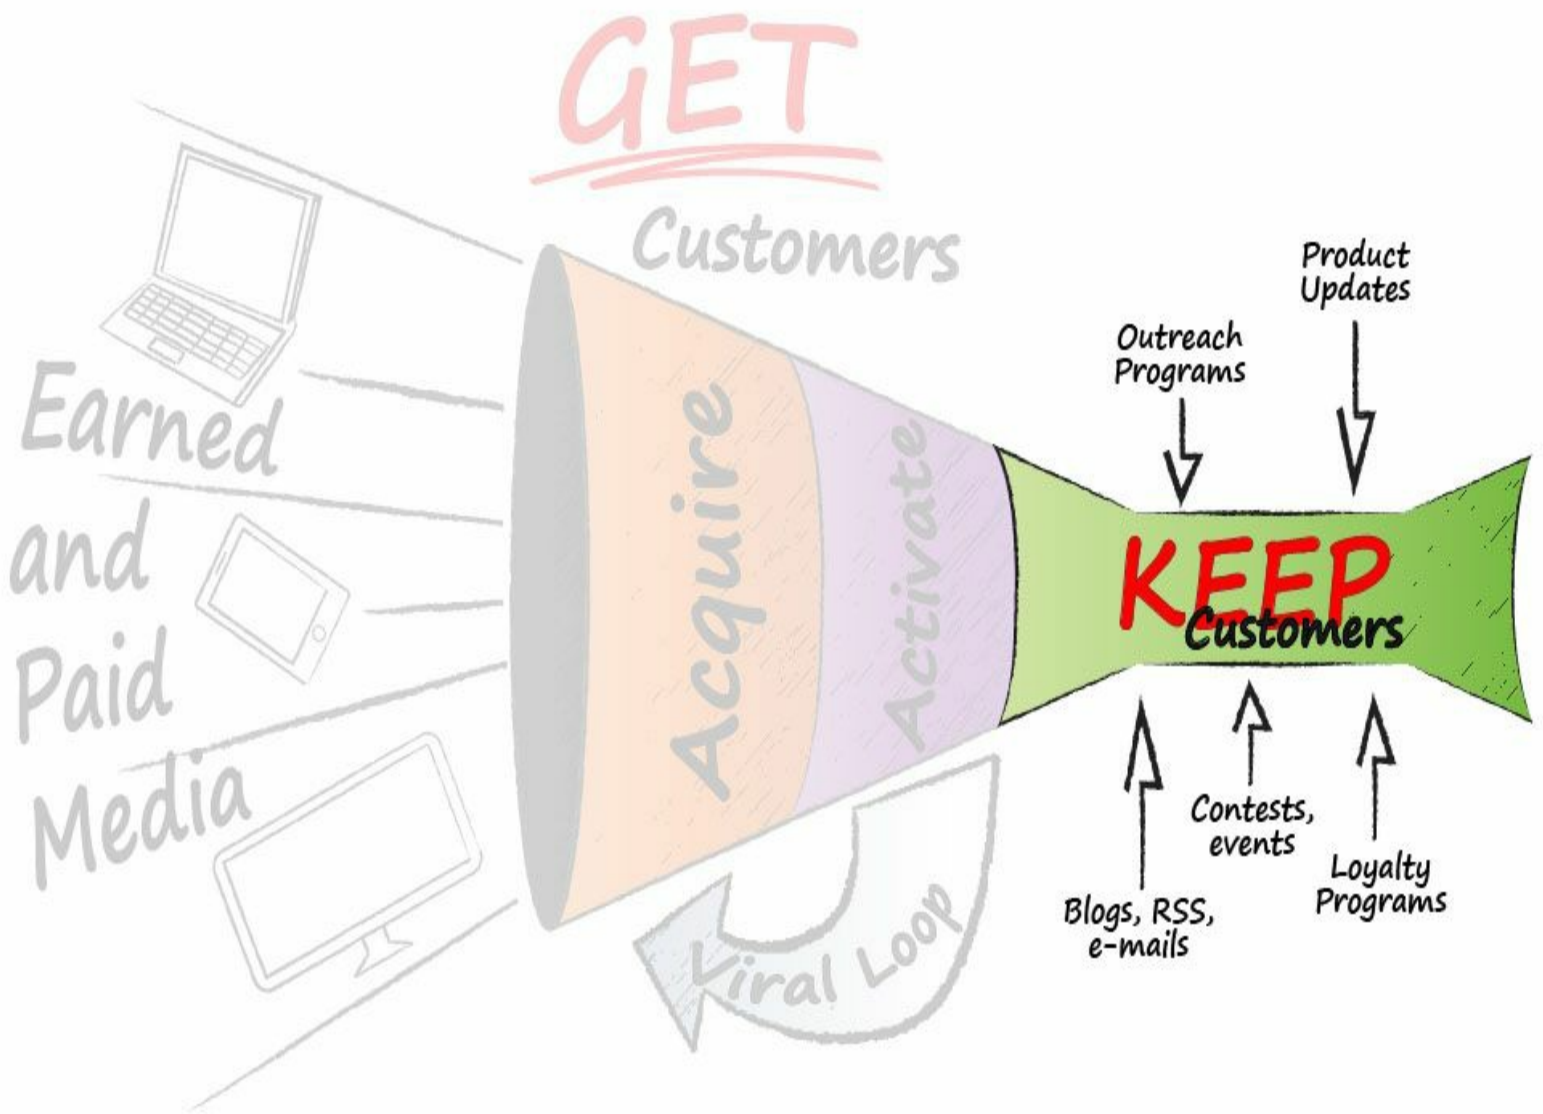 GET
Customers
Earned
and
Paid
Media
Acquire
Activate
Viral Loop
Product
Updates
Outreach
Programs
KEEP
Customers
Contests,
events
Loyalty
Programs
Blogs, RSS,
e-mails